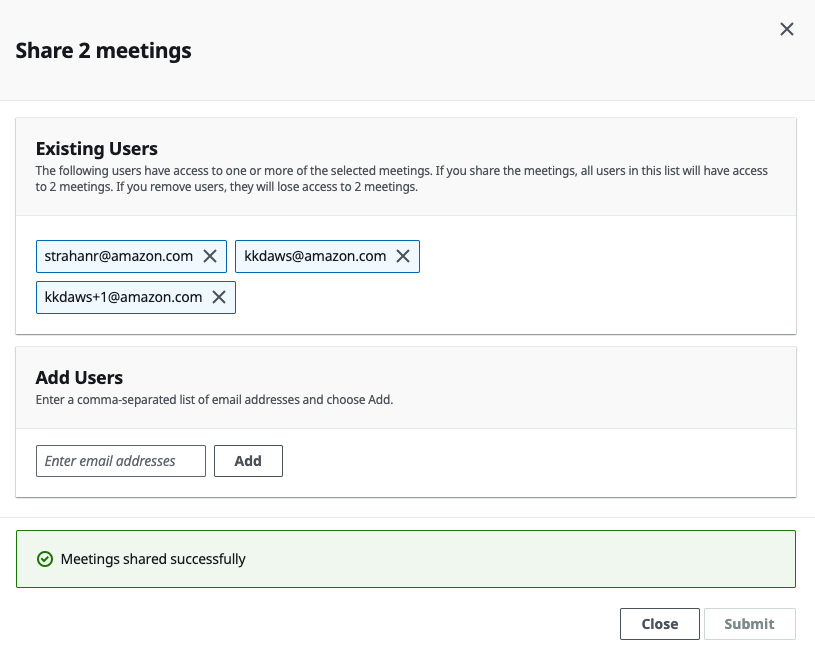 Share 2 meetings
Existing Users
The following users have access to one or more of the selected meetings. If you share the meetings, all users in this list will have access
to 2 meetings. If you remove users, they will lose access to 2 meetings.
strahanr@amazon.com kkdaws@amazon.com
kkdaws+1@amazon.com
Add Users
Enter a comma-separated list of email addresses and choose Add.
Enter email addresses Add
Meetings shared successfully
Close Submit